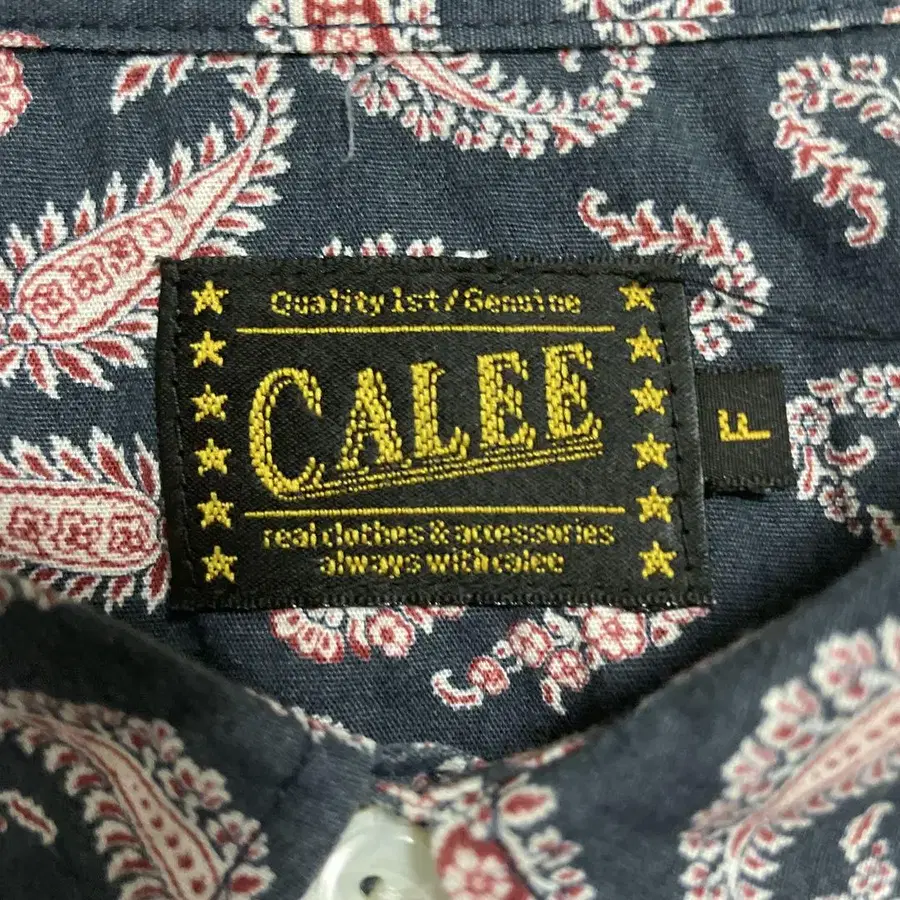 Quality 1st/Genuine
CALEE
real clothes & accessories
always with calee
F